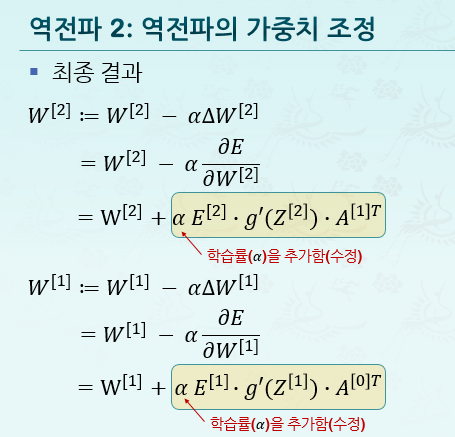 역전파 2: 역전파의 가중치 조정
▪ 최종 결과
W^[2] ≔ W^[2] − αΔW^[2]
= W^[2] − α ∂E/∂W^[2]
= W^[2] + α E^[2] · g′(Z^[2]) · A^[1]T
학습률(α)을 추가함(수정)
W^[1] ≔ W^[1] − αΔW^[1]
= W^[1] − α ∂E/∂W^[1]
= W^[1] + α E^[1] · g′(Z^[1]) · A^[0]T
학습률(α)을 추가함(수정)